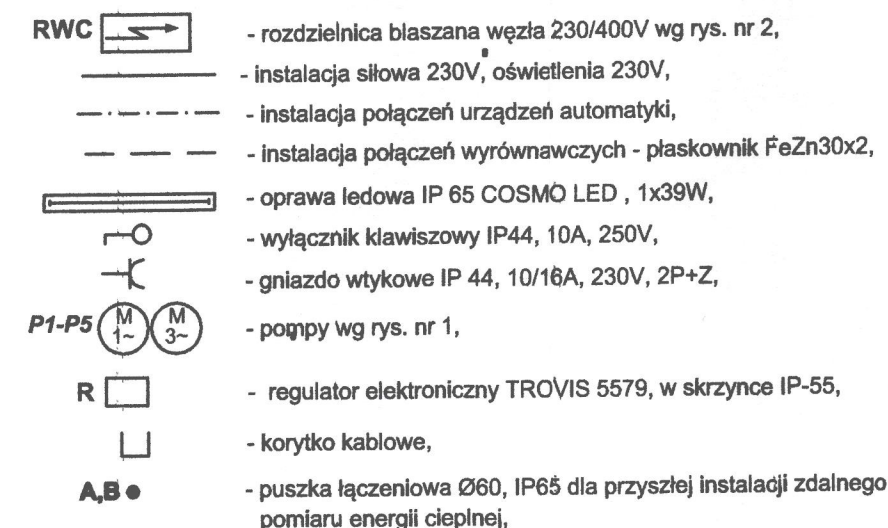 RWC - rozdzielnica blaszana węzła 230/400V wg rys. nr 2,
- instalacja siłowa 230V, oświetlenia 230V,
- instalacja połączeń urządzeń automatyki,
- instalacja połączeń wyrównawczych - płaskownik FeZn30x2,
- oprawa ledowa IP 65 COSMO LED , 1x39W,
- wyłącznik klawiszowy IP44, 10A, 250V,
- gniazdo wtykowe IP 44, 10/16A, 230V, 2P+Z,
P1-P5 M 1~ M 3~ - pompy wg rys. nr 1,
R - regulator elektroniczny TROVIS 5579, w skrzynce IP-55,
- korytko kablowe,
A,B - puszka łączeniowa Ø60, IP65 dla przyszłej instalacji zdalnego
pomiaru energii cieplnej,